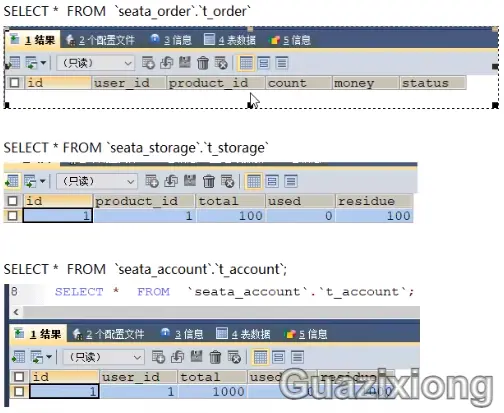 SELECT * FROM `seata_order`.`t_order`
1 结果 2 个配置文件 3 信息 4 表数据 5 信息
(只读)
id user_id product_id count money status
SELECT * FROM `seata_storage`.`t_storage`
(只读)
id product_id total used residue
1 1 100 0 100
SELECT * FROM `seata_account`.`t_account`;
8 SELECT * FROM `seata_account`.`t_account`;
1 结果 2 个配置文件 3 信息 4 表数据 5 信息
(只读)
id user_id total used residue
1 1 1000
Guazixiong